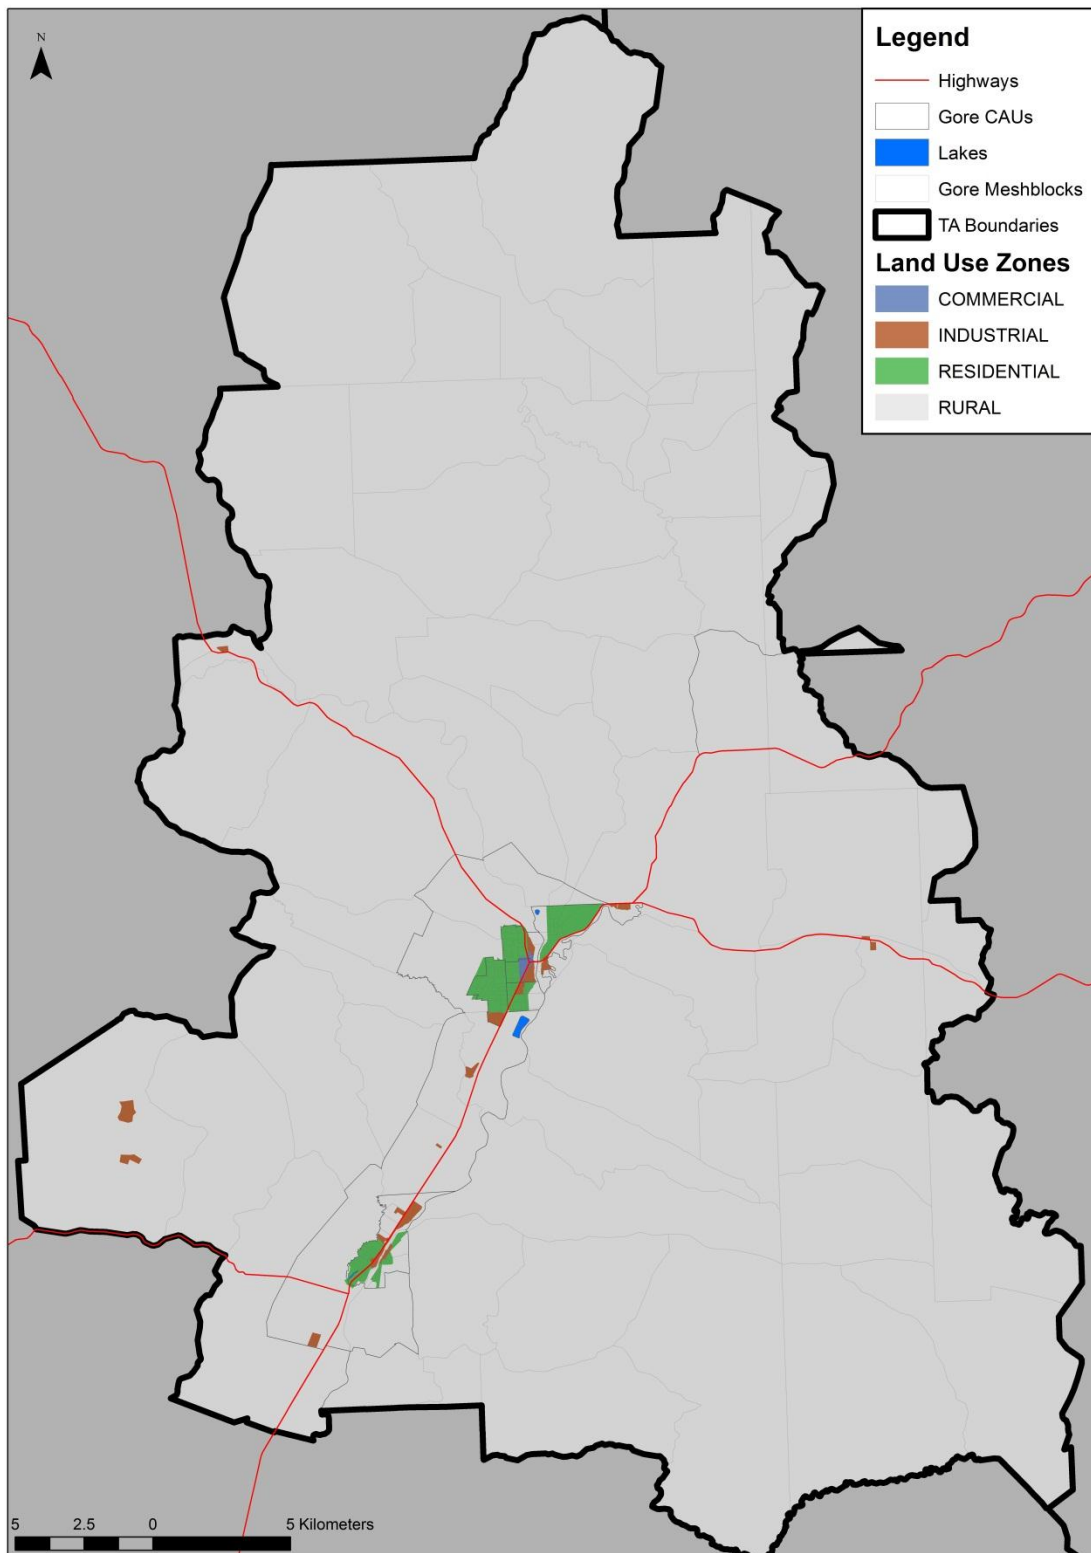 N
Legend
Highways
Gore CAUs
Lakes
Gore Meshblocks
TA Boundaries
Land Use Zones
COMMERCIAL
INDUSTRIAL
RESIDENTIAL
RURAL
5 2.5 0 5 Kilometers